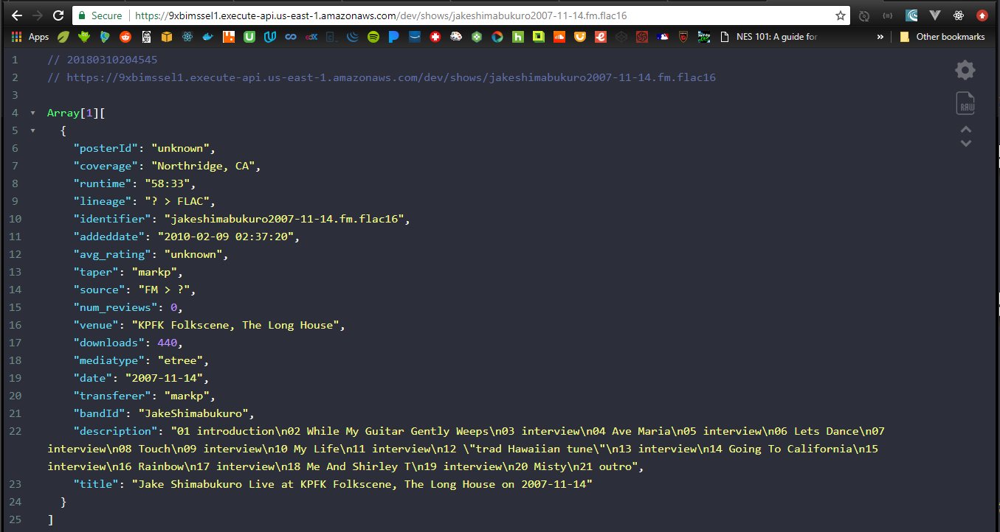 Secure https://9xbimssel1.execute-api.us-east-1.amazonaws.com/dev/shows/jakeshimabukuro2007-11-14.fm.flac16
Apps NES 101: A guide for » Other bookmarks
1 // 20180310204545
2 // https://9xbimssel1.execute-api.us-east-1.amazonaws.com/dev/shows/jakeshimabukuro2007-11-14.fm.flac16
3
4 Array[1][
5 {
6 "posterId": "unknown",
7 "coverage": "Northridge, CA",
8 "runtime": "58:33",
9 "lineage": "? > FLAC",
10 "identifier": "jakeshimabukuro2007-11-14.fm.flac16",
11 "addeddate": "2010-02-09 02:37:20",
12 "avg_rating": "unknown",
13 "taper": "markp",
14 "source": "FM > ?",
15 "num_reviews": 0,
16 "venue": "KPFK Folkscene, The Long House",
17 "downloads": 440,
18 "mediatype": "etree",
19 "date": "2007-11-14",
20 "transferer": "markp",
21 "bandId": "JakeShimabukuro",
22 "description": "01 introduction\n02 While My Guitar Gently Weeps\n03 interview\n04 Ave Maria\n05 interview\n06 Lets Dance\n07
interview\n08 Touch\n09 interview\n10 My Life\n11 interview\n12 \"trad Hawaiian tune\"\n13 interview\n14 Going To California\n15
interview\n16 Rainbow\n17 interview\n18 Me And Shirley T\n19 interview\n20 Misty\n21 outro",
23 "title": "Jake Shimabukuro Live at KPFK Folkscene, The Long House on 2007-11-14"
24 }
25 ]
RAW